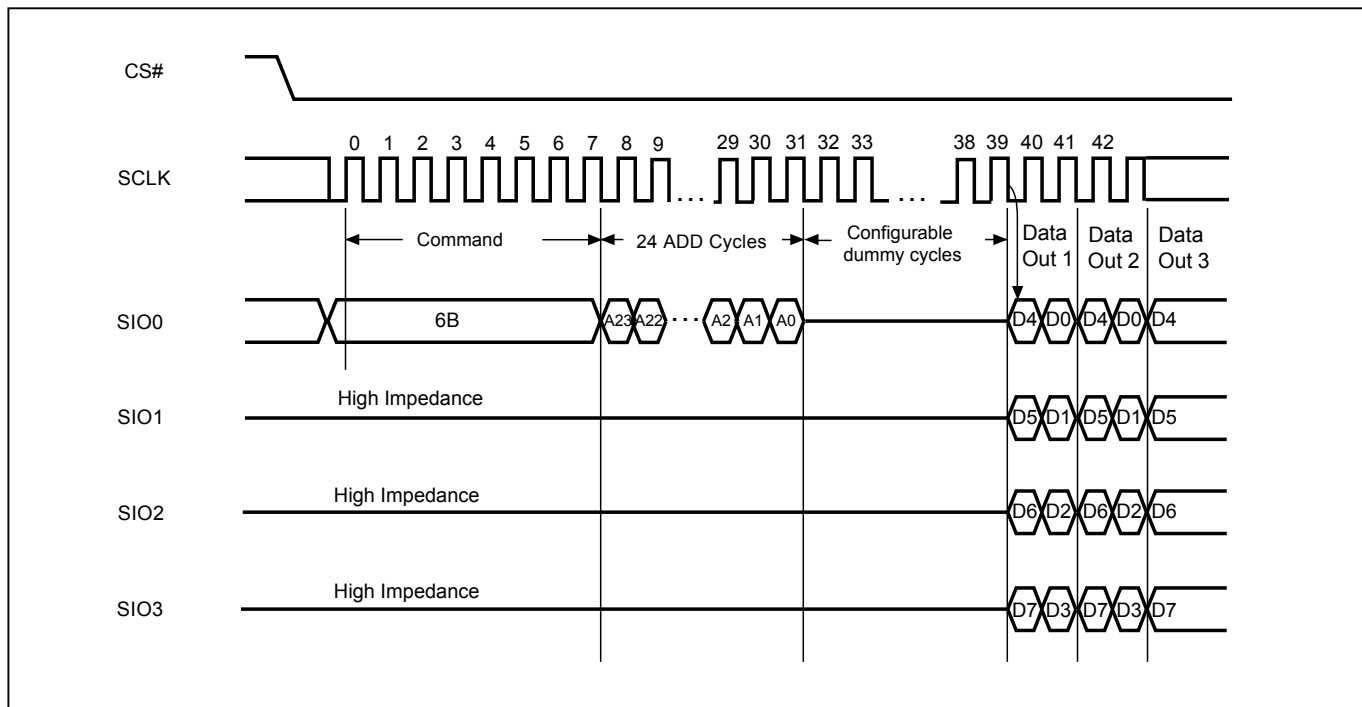 CS#
0 1 2 3 4 5 6 7 8 9 29 30 31 32 33 38 39 40 41 42
SCLK
. . . . . .
Command
24 ADD Cycles
Configurable
dummy cycles
Data
Out 1
Data
Out 2
Data
Out 3
SIO0
6B
A23 A22 . . . . A2 A1 A0
D4 D0 D4 D0 D4
High Impedance
SIO1
D5 D1 D5 D1 D5
High Impedance
SIO2
D6 D2 D6 D2 D6
High Impedance
SIO3
D7 D3 D7 D3 D7